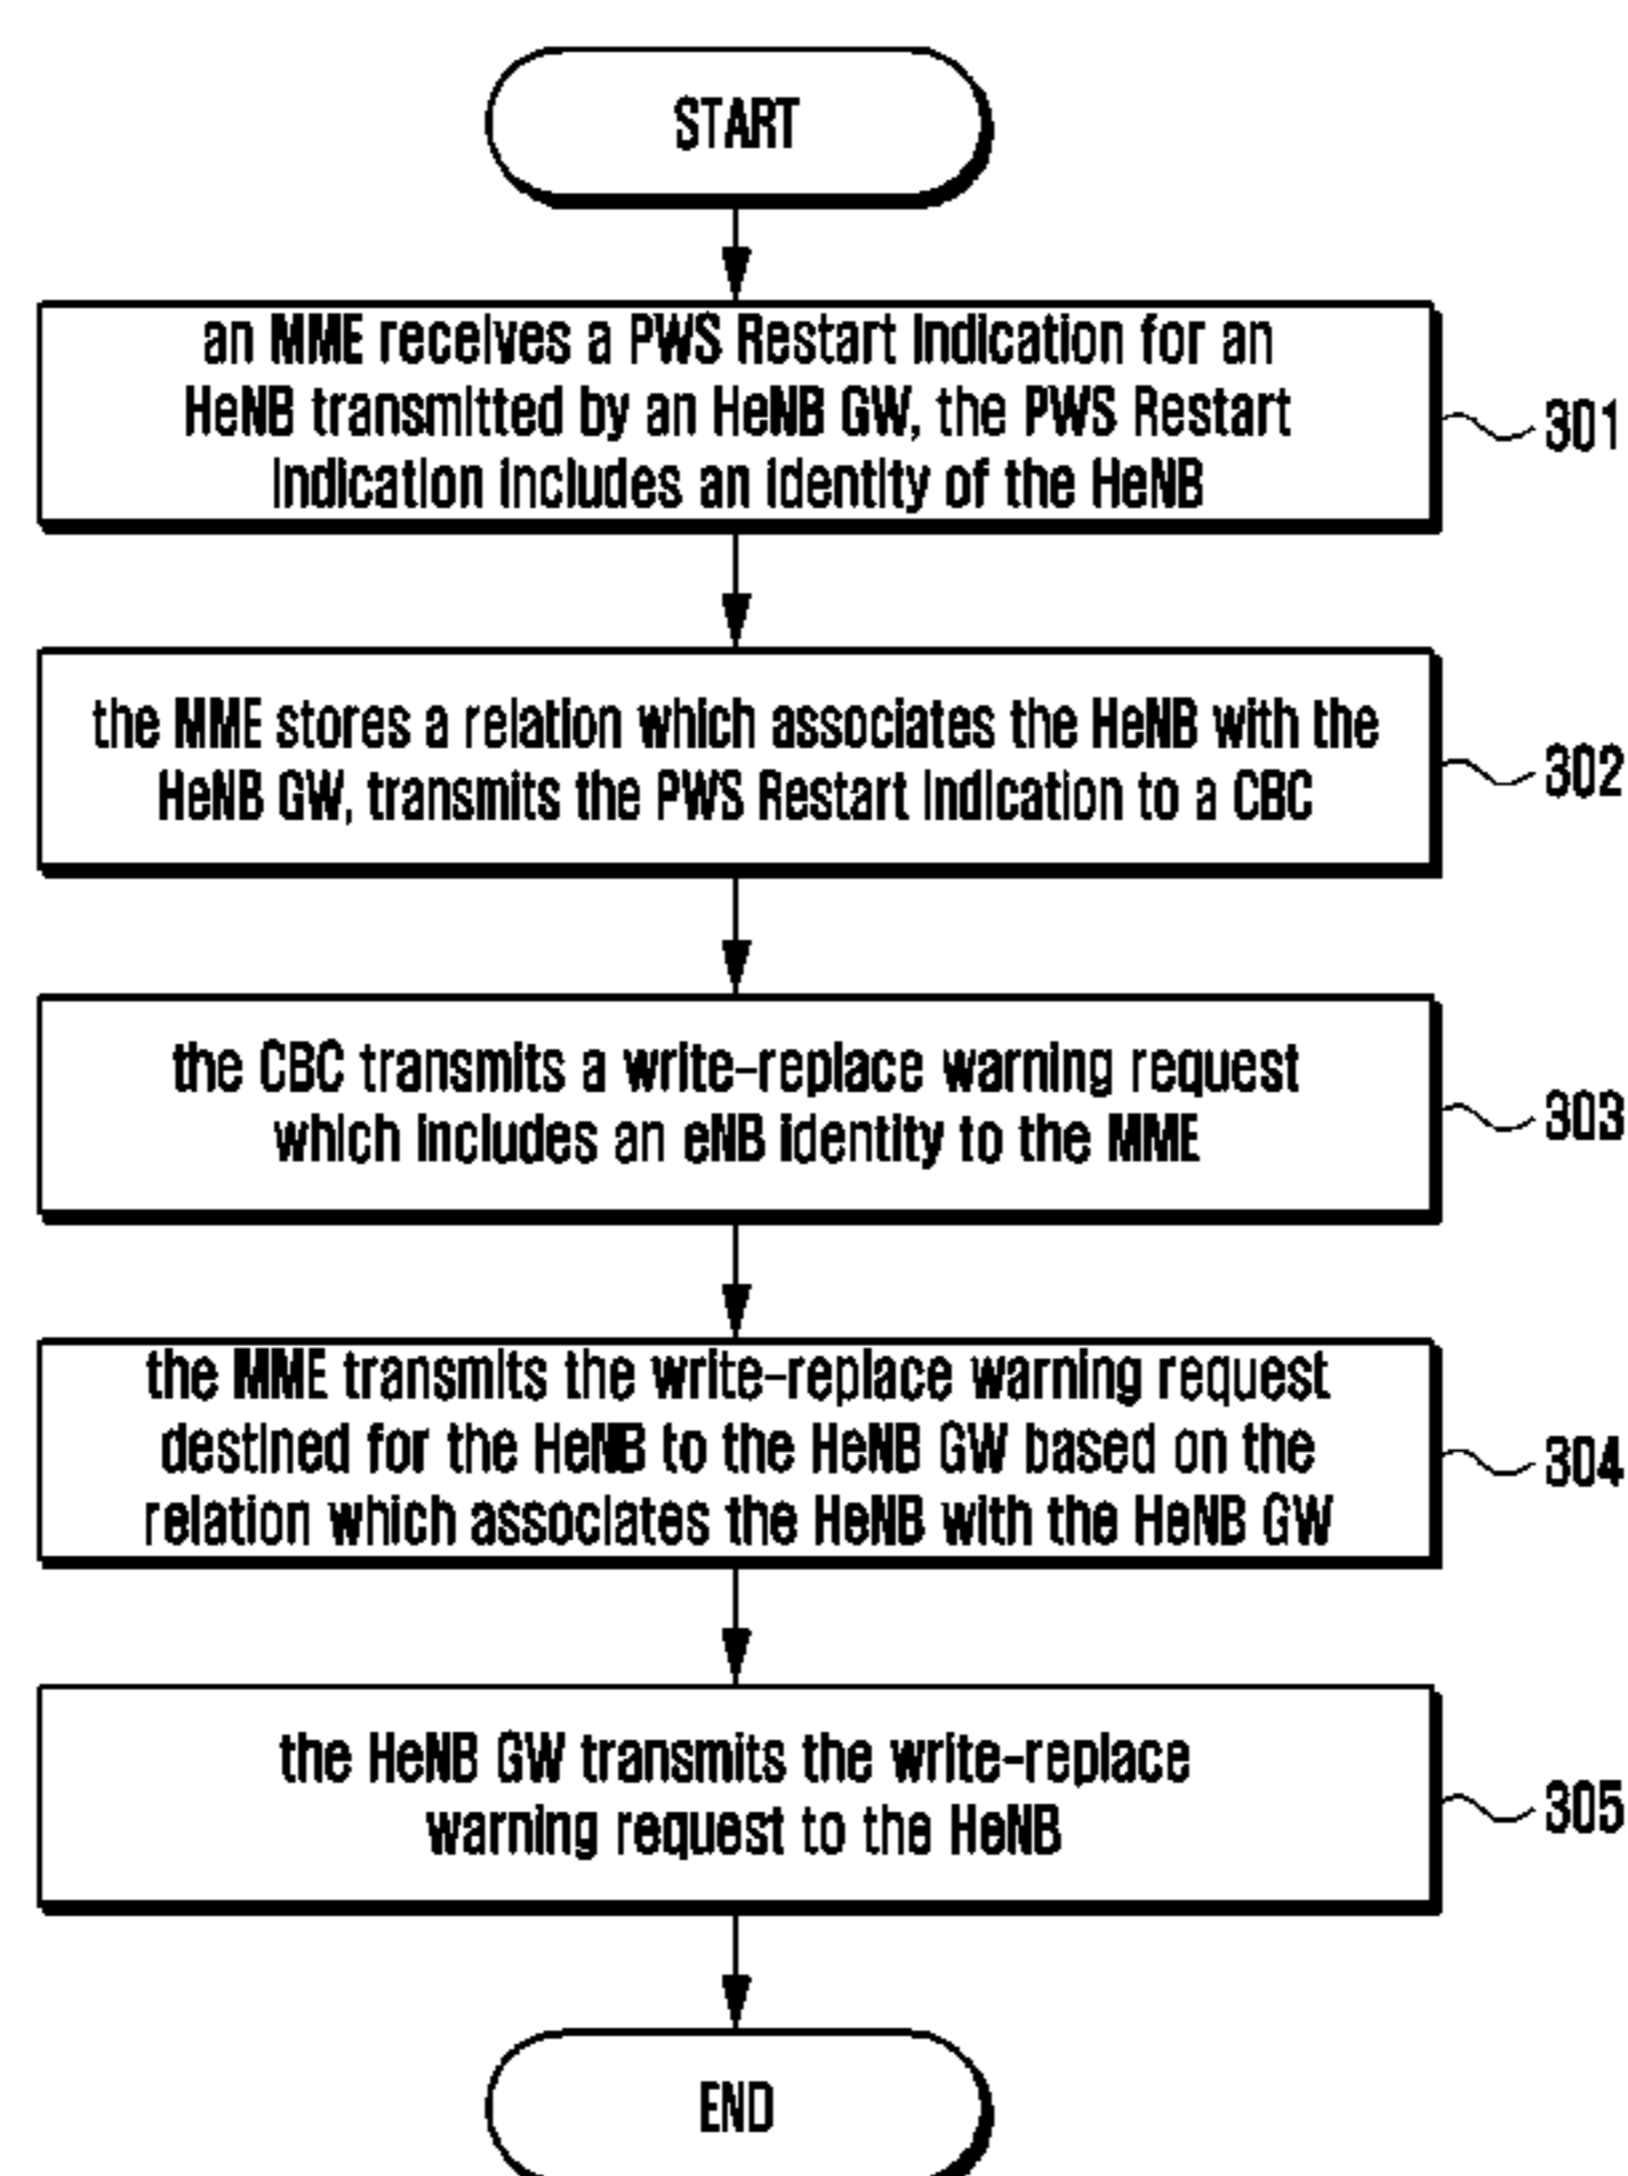 START
an MME receives a PWS Restart Indication for an
HeNB transmitted by an HeNB GW, the PWS Restart
Indication includes an identity of the HeNB
301
the MME stores a relation which associates the HeNB with the
HeNB GW, transmits the PWS Restart Indication to a CBC
302
the CBC transmits a write-replace warning request
which includes an eNB identity to the MME
303
the MME transmits the write-replace warning request
destined for the HeNB to the HeNB GW based on the
relation which associates the HeNB with the HeNB GW
304
the HeNB GW transmits the write-replace
warning request to the HeNB
305
END